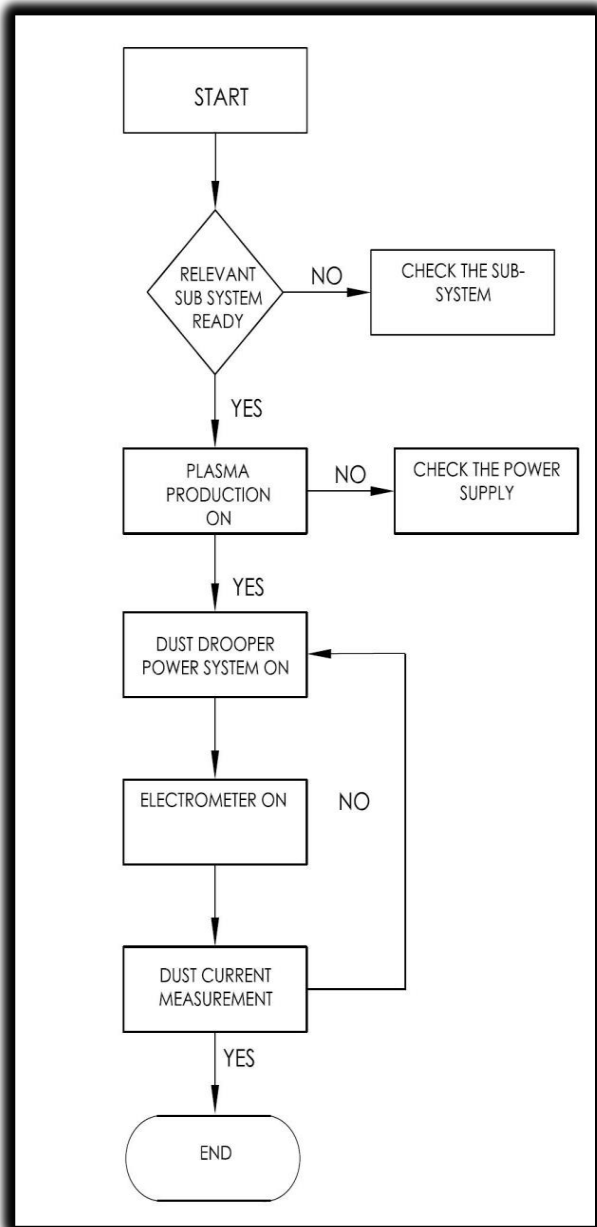 START
RELEVANT
SUB SYSTEM
READY
NO
CHECK THE SUB-
SYSTEM
YES
PLASMA
PRODUCTION
ON
NO
CHECK THE POWER
SUPPLY
YES
DUST DROOPER
POWER SYSTEM ON
ELECTROMETER ON
NO
DUST CURRENT
MEASUREMENT
YES
END